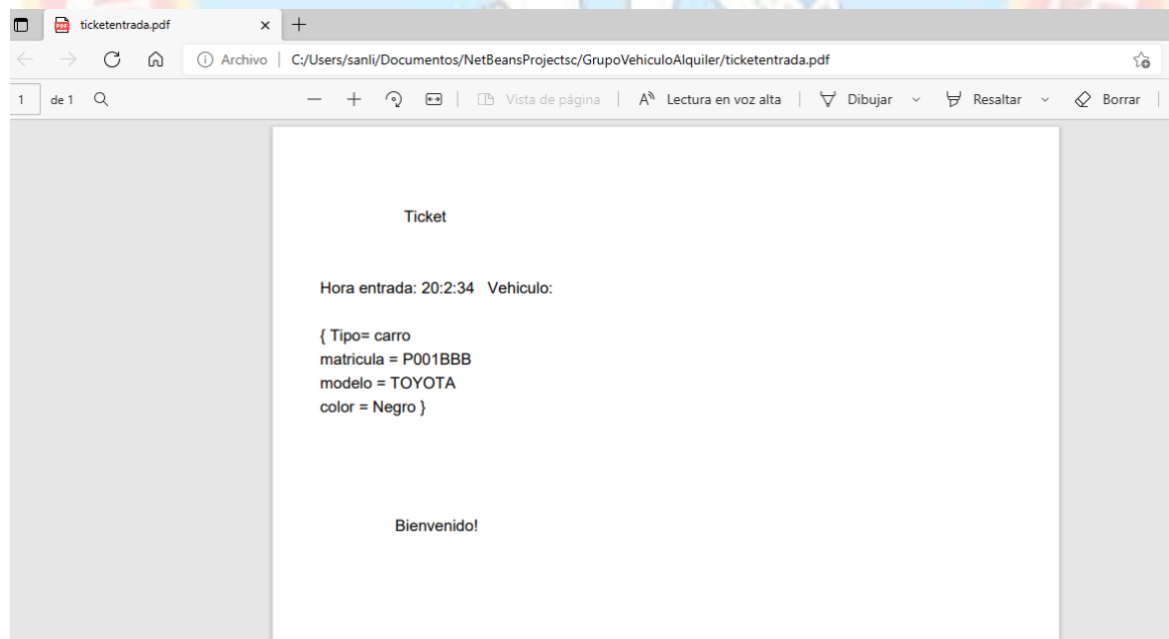 ticketentrada.pdf
Archivo | C:/Users/sanli/Documentos/NetBeansProjectsc/GrupoVehiculoAlquiler/ticketentrada.pdf
1 de 1 Vista de página Lectura en voz alta Dibujar Resaltar Borrar
Ticket
Hora entrada: 20:2:34 Vehiculo:
{ Tipo= carro
matricula = P001BBB
modelo = TOYOTA
color = Negro }
Bienvenido!